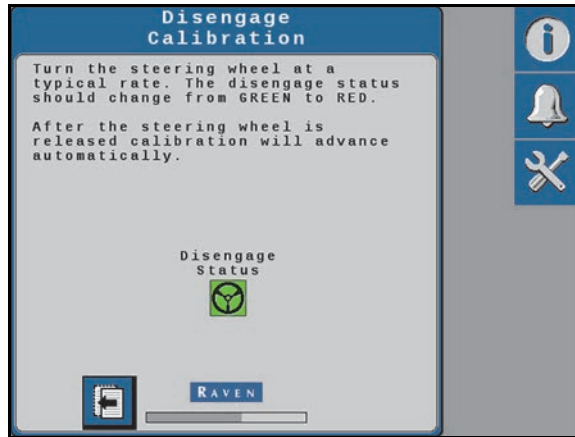 Disengage
Calibration
Turn the steering wheel at a
typical rate. The disengage status
should change from GREEN to RED.
After the steering wheel is
released calibration will advance
automatically.
Disengage
Status
RAVEN